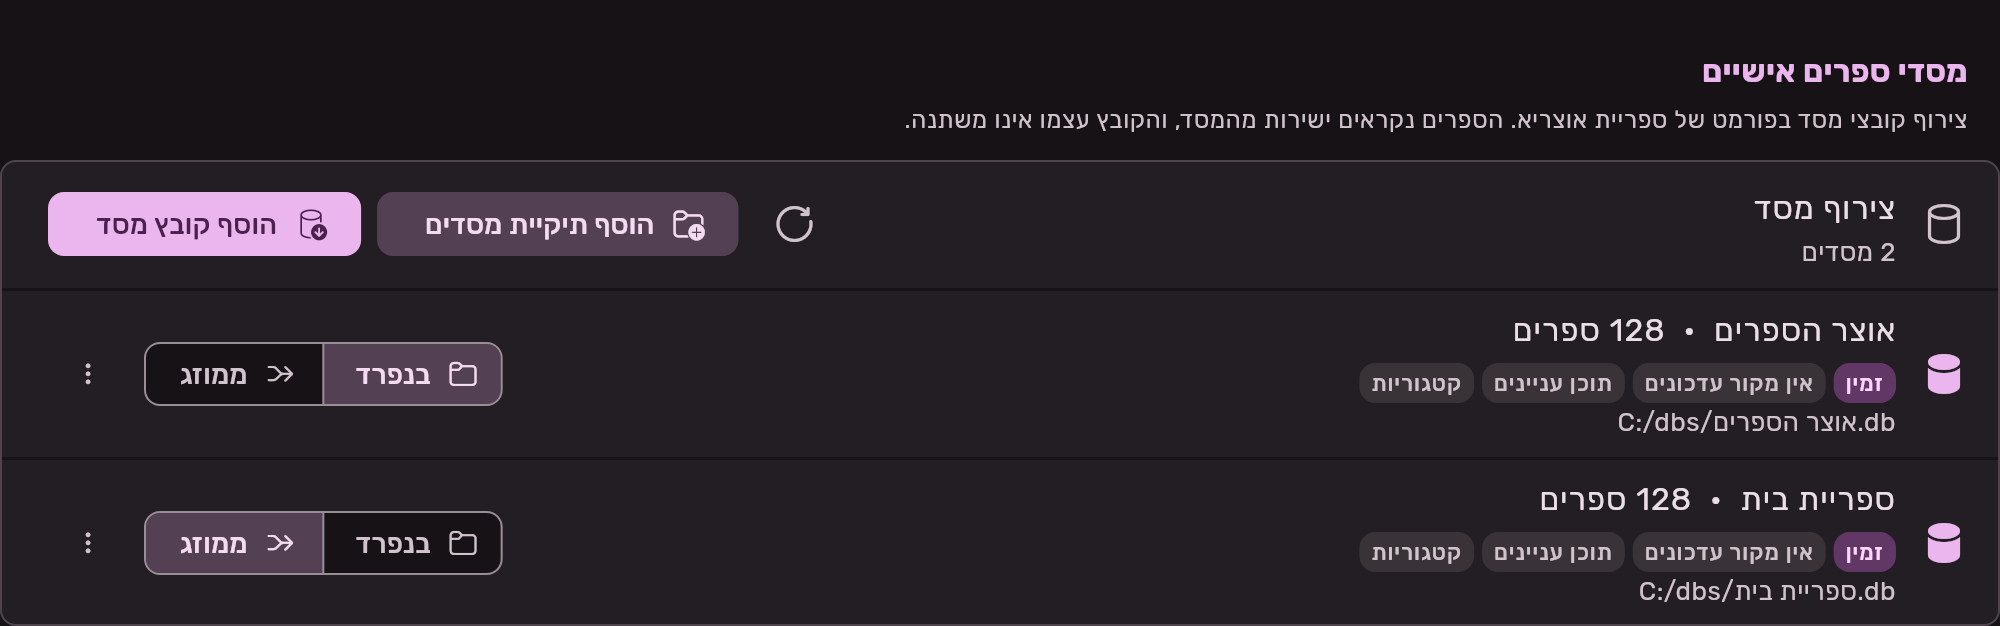 מסדי ספרים אישיים
צירוף קובצי מסד בפורמט של ספריית אוצריא. הספרים נקראים ישירות מהמסד, והקובץ עצמו אינו משתנה.
צירוף מסד
2 מסדים
הוסף תיקיית מסדים
הוסף קובץ מסד
אוצר הספרים • 128 ספרים
זמין אין מקור עדכונים תוכן עניינים קטגוריות
C:/dbs/אוצר הספרים.db
בנפרד ממוזג
ספריית בית • 128 ספרים
זמין אין מקור עדכונים תוכן עניינים קטגוריות
C:/dbs/ספריית בית.db
בנפרד ממוזג